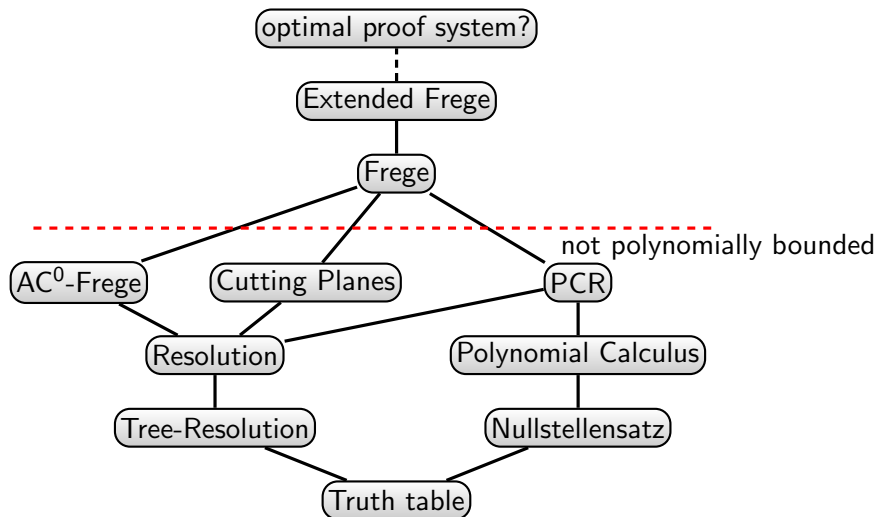 optimal proof system?
Extended Frege
Frege
not polynomially bounded
AC⁰-Frege
Cutting Planes
PCR
Resolution
Polynomial Calculus
Tree-Resolution
Nullstellensatz
Truth table